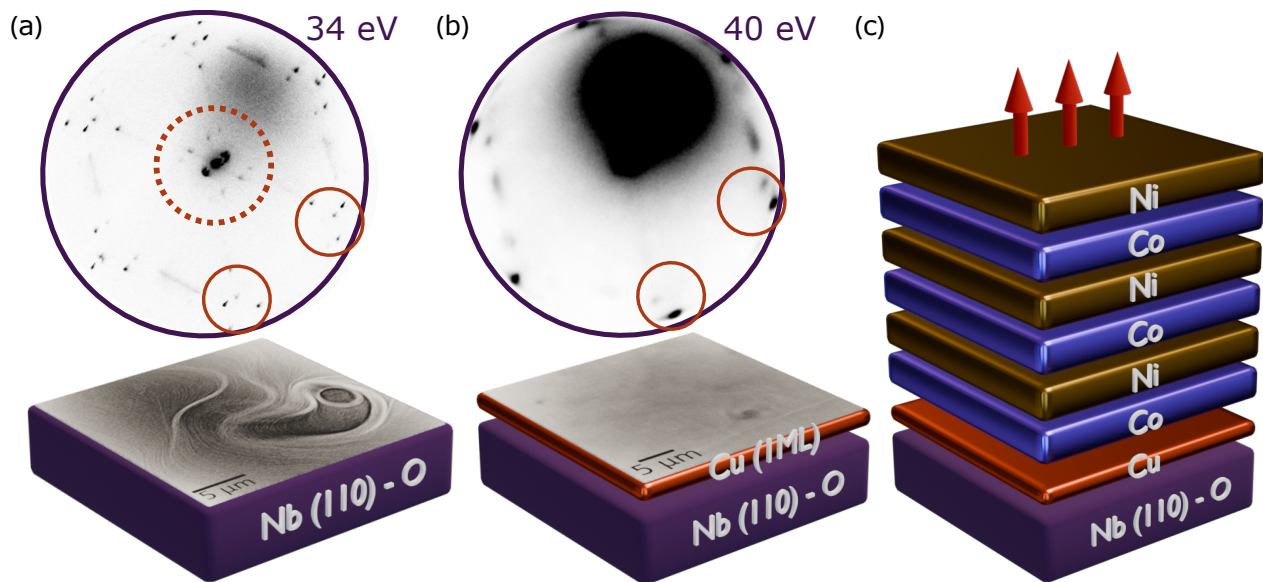 (a)
34 eV
(b)
40 eV
(c)
5 μm
Nb (110) - O
5 μm
Cu (1ML)
Nb (110) - O
Ni
Co
Ni
Co
Ni
Co
Cu
Nb (110) - O